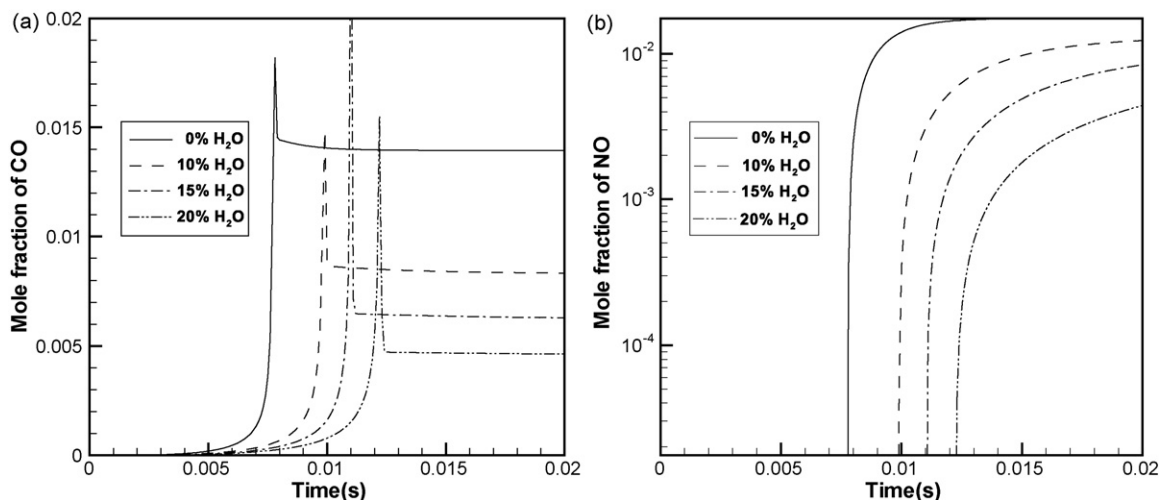 (a)
0.02
0.015
0.01
0.005
0
Mole fraction of CO
0% H₂O
10% H₂O
15% H₂O
20% H₂O
0
0.005
0.01
0.015
0.02
Time(s)
(b)
10⁻²
10⁻³
10⁻⁴
Mole fraction of NO
0% H₂O
10% H₂O
15% H₂O
20% H₂O
0
0.005
0.01
0.015
0.02
Time(s)